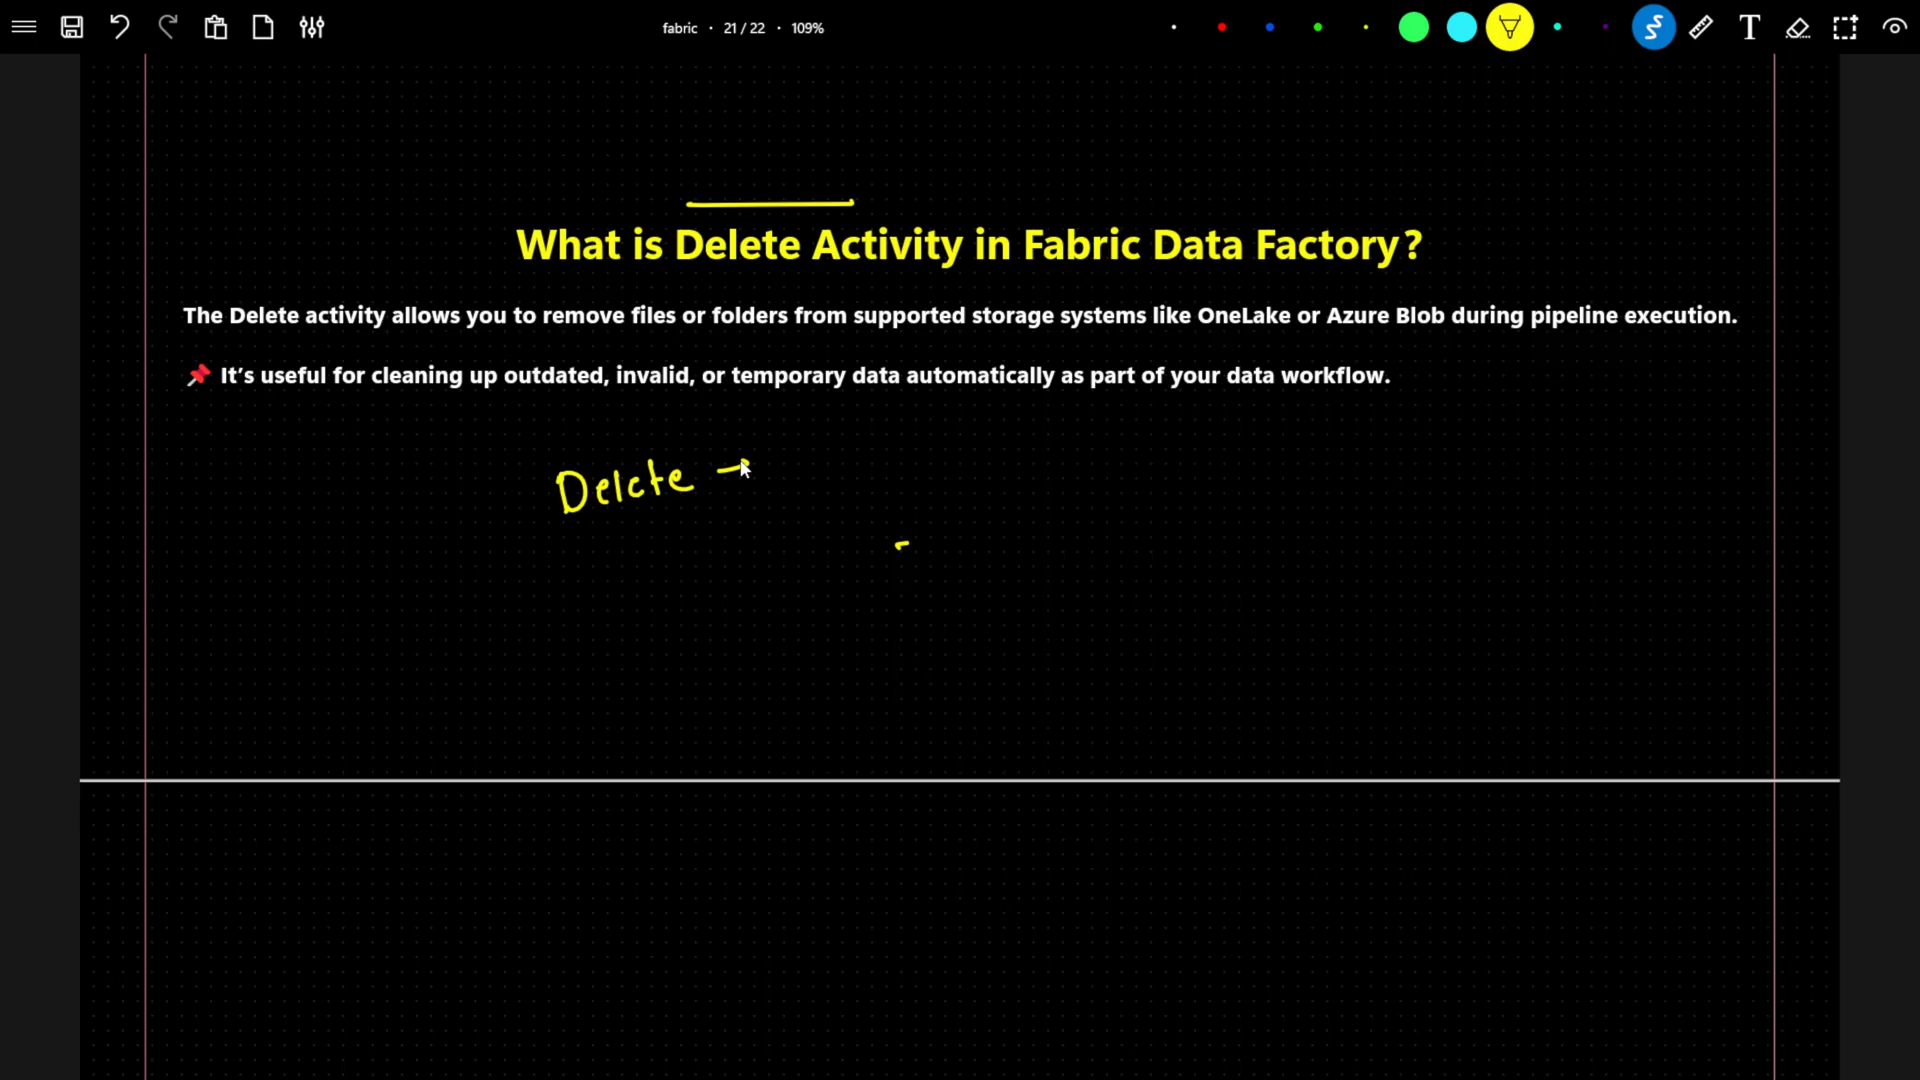 fabric • 21 / 22 • 109%
What is Delete Activity in Fabric Data Factory?
The Delete activity allows you to remove files or folders from supported storage systems like OneLake or Azure Blob during pipeline execution.
📌 It’s useful for cleaning up outdated, invalid, or temporary data automatically as part of your data workflow.
Delete →